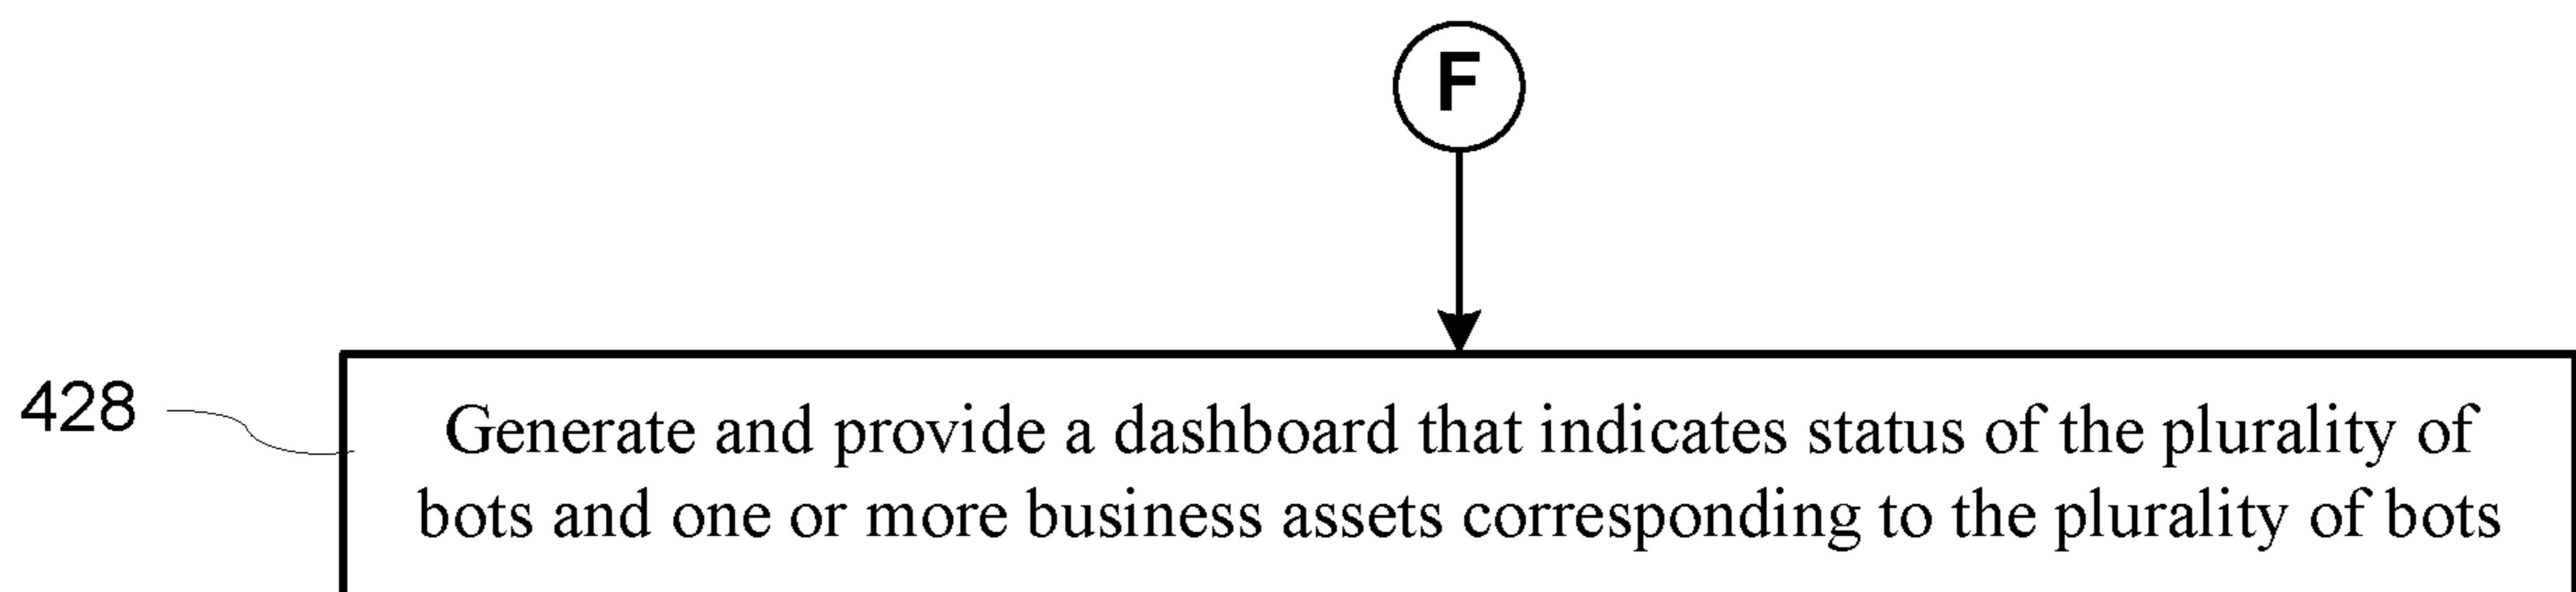 F
428
Generate and provide a dashboard that indicates status of the plurality of
bots and one or more business assets corresponding to the plurality of bots